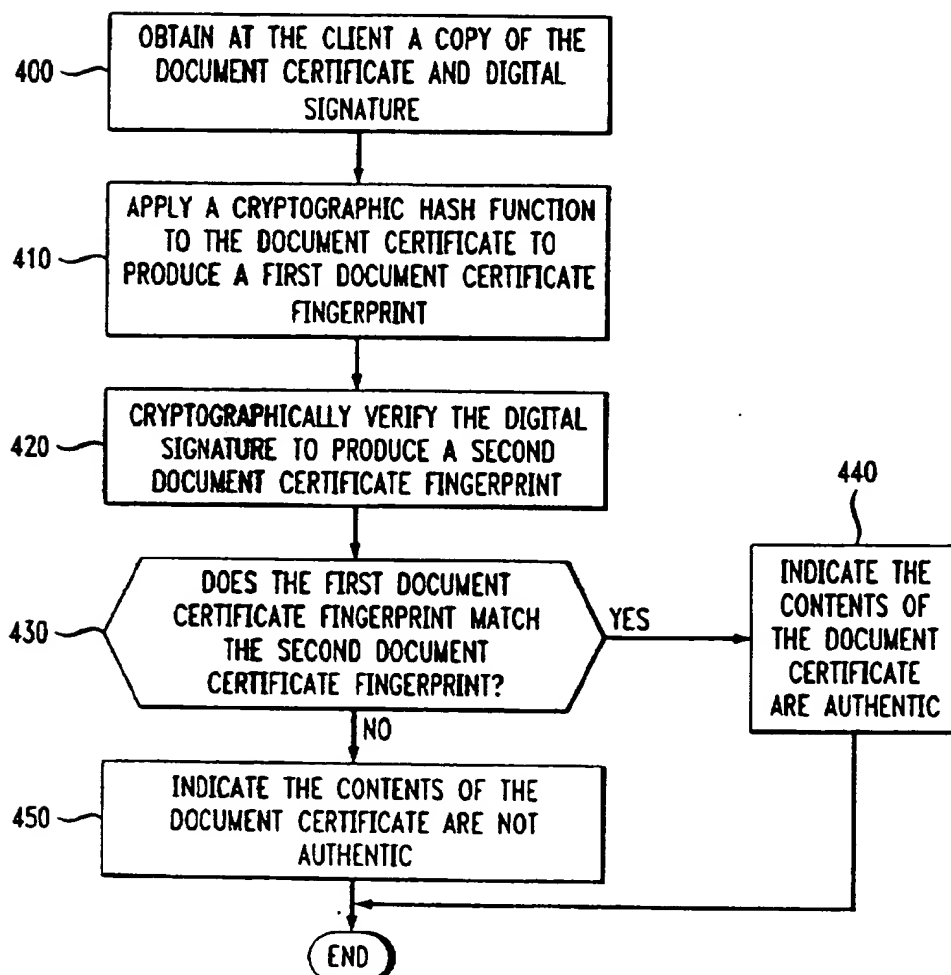 400
OBTAIN AT THE CLIENT A COPY OF THE
DOCUMENT CERTIFICATE AND DIGITAL
SIGNATURE
410
APPLY A CRYPTOGRAPHIC HASH FUNCTION
TO THE DOCUMENT CERTIFICATE TO
PRODUCE A FIRST DOCUMENT CERTIFICATE
FINGERPRINT
420
CRYPTOGRAPHICALLY VERIFY THE DIGITAL
SIGNATURE TO PRODUCE A SECOND
DOCUMENT CERTIFICATE FINGERPRINT
430
DOES THE FIRST DOCUMENT
CERTIFICATE FINGERPRINT MATCH
THE SECOND DOCUMENT
CERTIFICATE FINGERPRINT?
YES
440
INDICATE THE
CONTENTS OF
THE DOCUMENT
CERTIFICATE
ARE AUTHENTIC
NO
450
INDICATE THE CONTENTS OF THE
DOCUMENT CERTIFICATE ARE NOT
AUTHENTIC
END